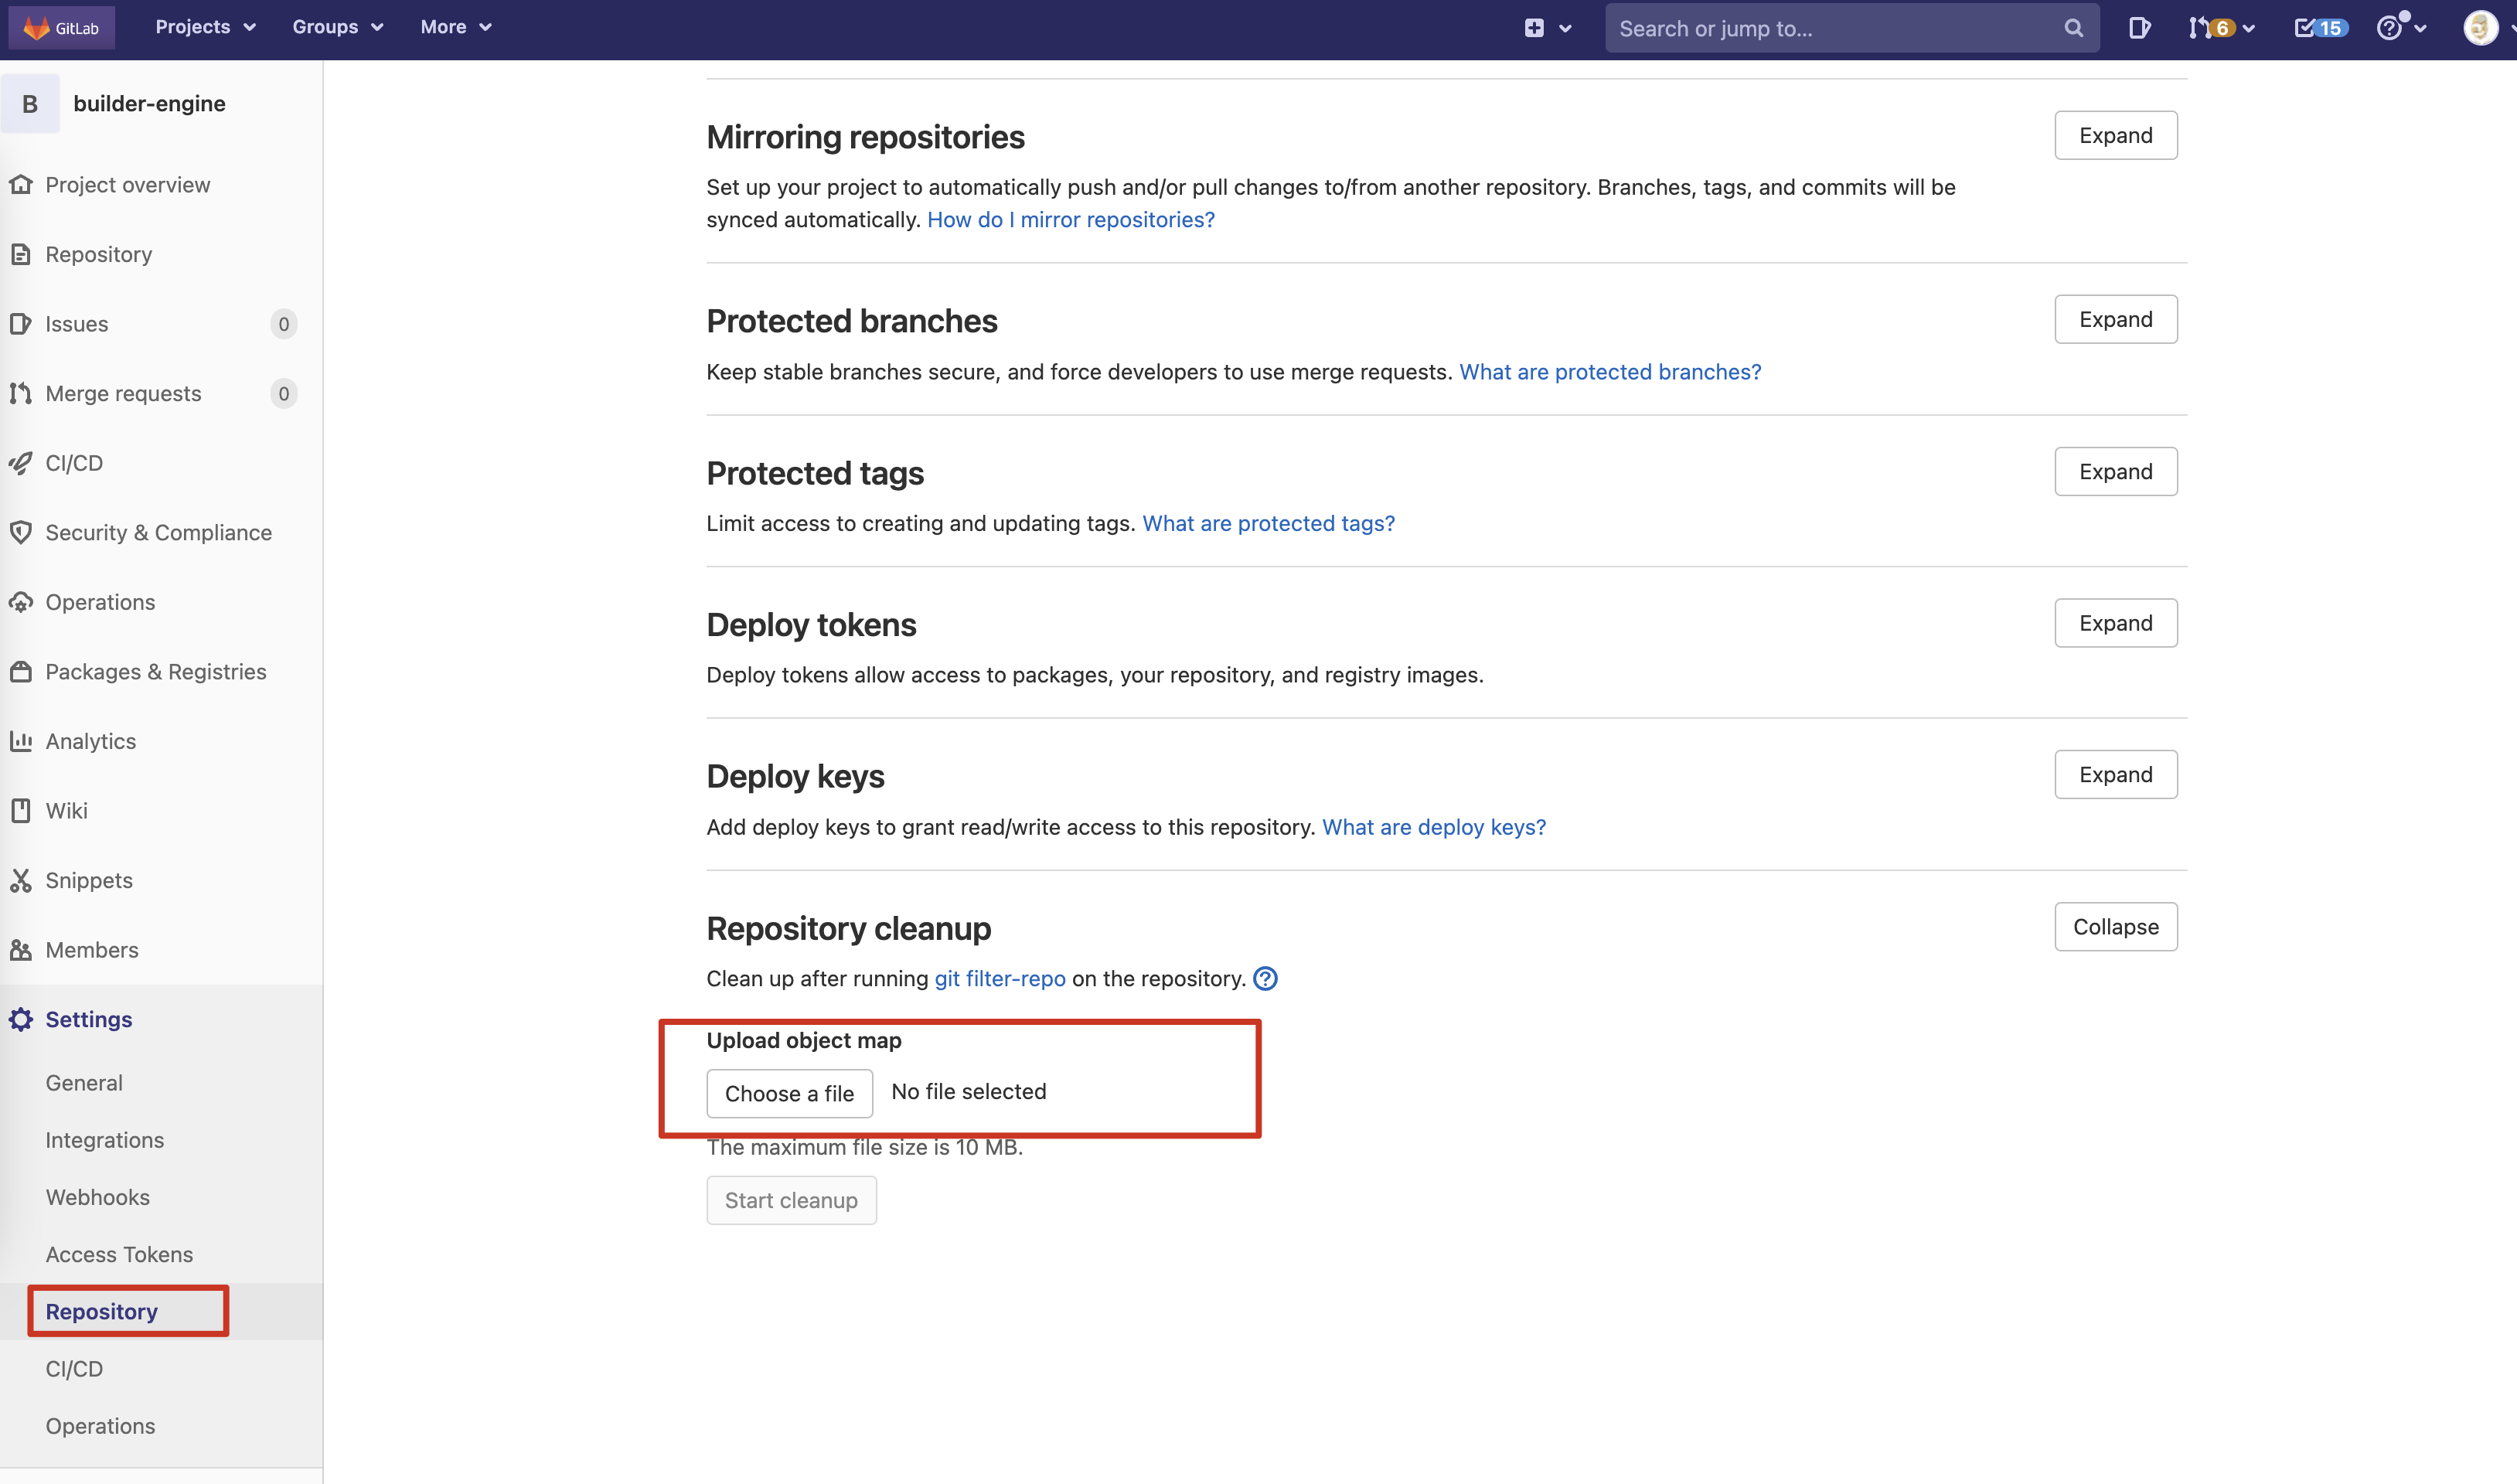 GitLab
Projects
Groups
More
Search or jump to...
6
15
B
builder-engine
Project overview
Repository
Issues
0
Merge requests
0
CI/CD
Security & Compliance
Operations
Packages & Registries
Analytics
Wiki
Snippets
Members
Settings
General
Integrations
Webhooks
Access Tokens
Repository
CI/CD
Operations
Mirroring repositories
Expand
Set up your project to automatically push and/or pull changes to/from another repository. Branches, tags, and commits will be
synced automatically. How do I mirror repositories?
Protected branches
Expand
Keep stable branches secure, and force developers to use merge requests. What are protected branches?
Protected tags
Expand
Limit access to creating and updating tags. What are protected tags?
Deploy tokens
Expand
Deploy tokens allow access to packages, your repository, and registry images.
Deploy keys
Expand
Add deploy keys to grant read/write access to this repository. What are deploy keys?
Repository cleanup
Collapse
Clean up after running git filter-repo on the repository.
Upload object map
Choose a file
No file selected
The maximum file size is 10 MB.
Start cleanup